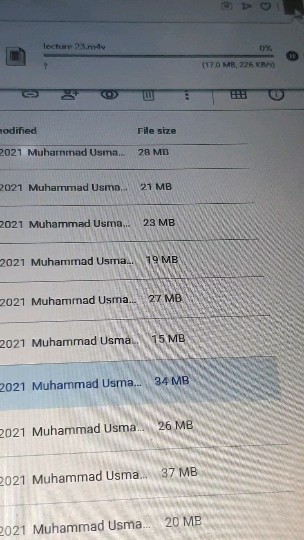 lecture 23.m4v
0%
?
(17.0 MB, 226 KB/s)
odified File size
2021 Muhammad Usma... 28 MB
2021 Muhammad Usma... 21 MB
2021 Muhammad Usma... 23 MB
2021 Muhammad Usma... 19 MB
2021 Muhammad Usma... 27 MB
2021 Muhammad Usma... 15 MB
2021 Muhammad Usma... 34 MB
2021 Muhammad Usma... 26 MB
2021 Muhammad Usma... 37 MB
2021 Muhammad Usma... 20 MB